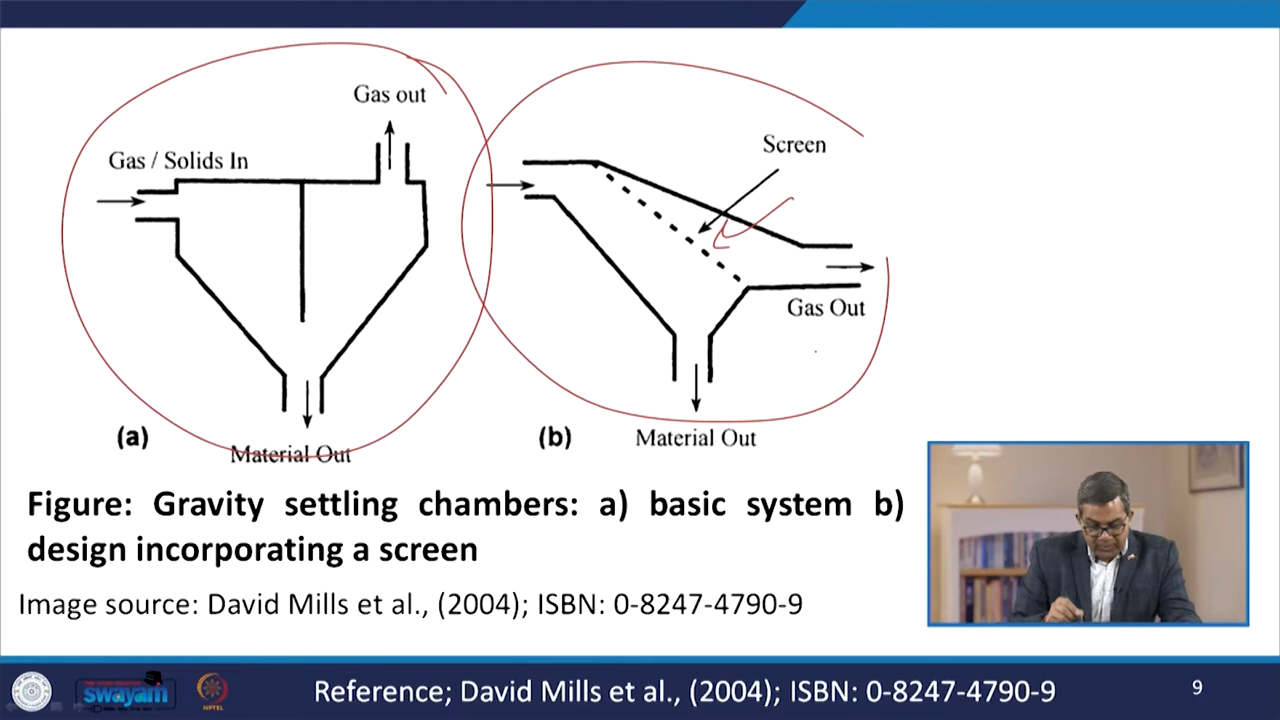 Gas out
Gas / Solids In
Screen
Gas Out
(a)
Material Out
(b)
Material Out
Figure: Gravity settling chambers: a) basic system b)
design incorporating a screen
Image source: David Mills et al., (2004); ISBN: 0-8247-4790-9
swayam
NPTEL
Reference; David Mills et al., (2004); ISBN: 0-8247-4790-9
9